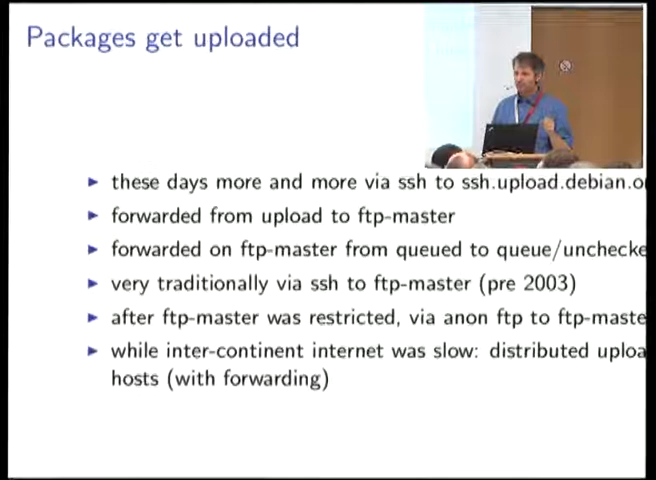 Packages get uploaded
▶ these days more and more via ssh to ssh.upload.debian.o
▶ forwarded from upload to ftp-master
▶ forwarded on ftp-master from queued to queue/unchecke
▶ very traditionally via ssh to ftp-master (pre 2003)
▶ after ftp-master was restricted, via anon ftp to ftp-maste
▶ while inter-continent internet was slow: distributed uploa
hosts (with forwarding)